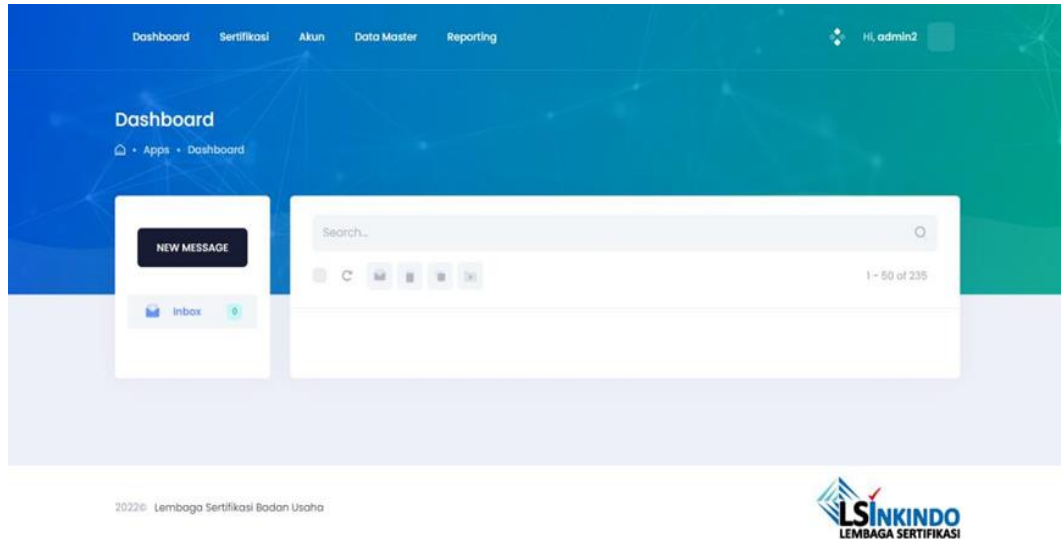 Dashboard Sertifikasi Akun Data Master Reporting Hi, admin2
Dashboard
Apps • Dashboard
NEW MESSAGE
Search...
1 - 50 of 235
Inbox 0
2022© Lembaga Sertifikasi Badan Usaha
LSINKINDO
LEMBAGA SERTIFIKASI